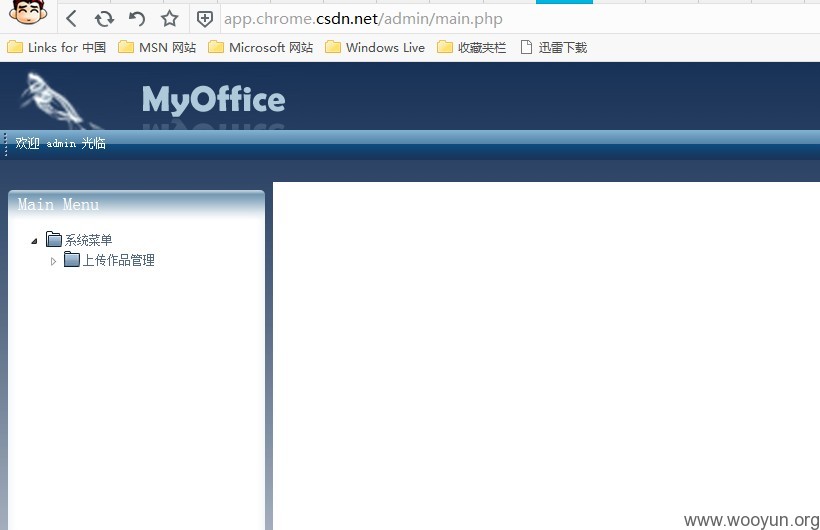 app.chrome.csdn.net/admin/main.php
Links for 中国 MSN 网站 Microsoft 网站 Windows Live 收藏夹栏 迅雷下载
MyOffice
欢迎 admin 光临
Main Menu
系统菜单
上传作品管理
www.wooyun.org